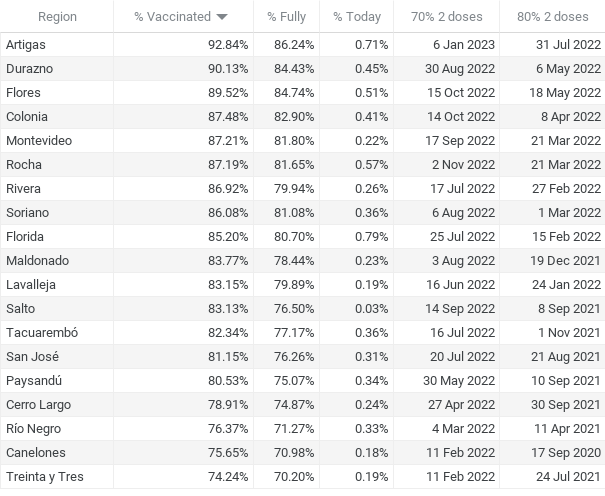 Region % Vaccinated % Fully % Today 70% 2 doses 80% 2 doses
Artigas 92.84% 86.24% 0.71% 6 Jan 2023 31 Jul 2022
Durazno 90.13% 84.43% 0.45% 30 Aug 2022 6 May 2022
Flores 89.52% 84.74% 0.51% 15 Oct 2022 18 May 2022
Colonia 87.48% 82.90% 0.41% 14 Oct 2022 8 Apr 2022
Montevideo 87.21% 81.80% 0.22% 17 Sep 2022 21 Mar 2022
Rocha 87.19% 81.65% 0.57% 2 Nov 2022 21 Mar 2022
Rivera 86.92% 79.94% 0.26% 17 Jul 2022 27 Feb 2022
Soriano 86.08% 81.08% 0.36% 6 Aug 2022 1 Mar 2022
Florida 85.20% 80.70% 0.79% 25 Jul 2022 15 Feb 2022
Maldonado 83.77% 78.44% 0.23% 3 Aug 2022 19 Dec 2021
Lavalleja 83.15% 79.89% 0.19% 16 Jun 2022 24 Jan 2022
Salto 83.13% 76.50% 0.03% 14 Sep 2022 8 Sep 2021
Tacuarembó 82.34% 77.17% 0.36% 16 Jul 2022 1 Nov 2021
San José 81.15% 76.26% 0.31% 20 Jul 2022 21 Aug 2021
Paysandú 80.53% 75.07% 0.34% 30 May 2022 10 Sep 2021
Cerro Largo 78.91% 74.87% 0.24% 27 Apr 2022 30 Sep 2021
Río Negro 76.37% 71.27% 0.33% 4 Mar 2022 11 Apr 2021
Canelones 75.65% 70.98% 0.18% 11 Feb 2022 17 Sep 2020
Treinta y Tres 74.24% 70.20% 0.19% 11 Feb 2022 24 Jul 2021